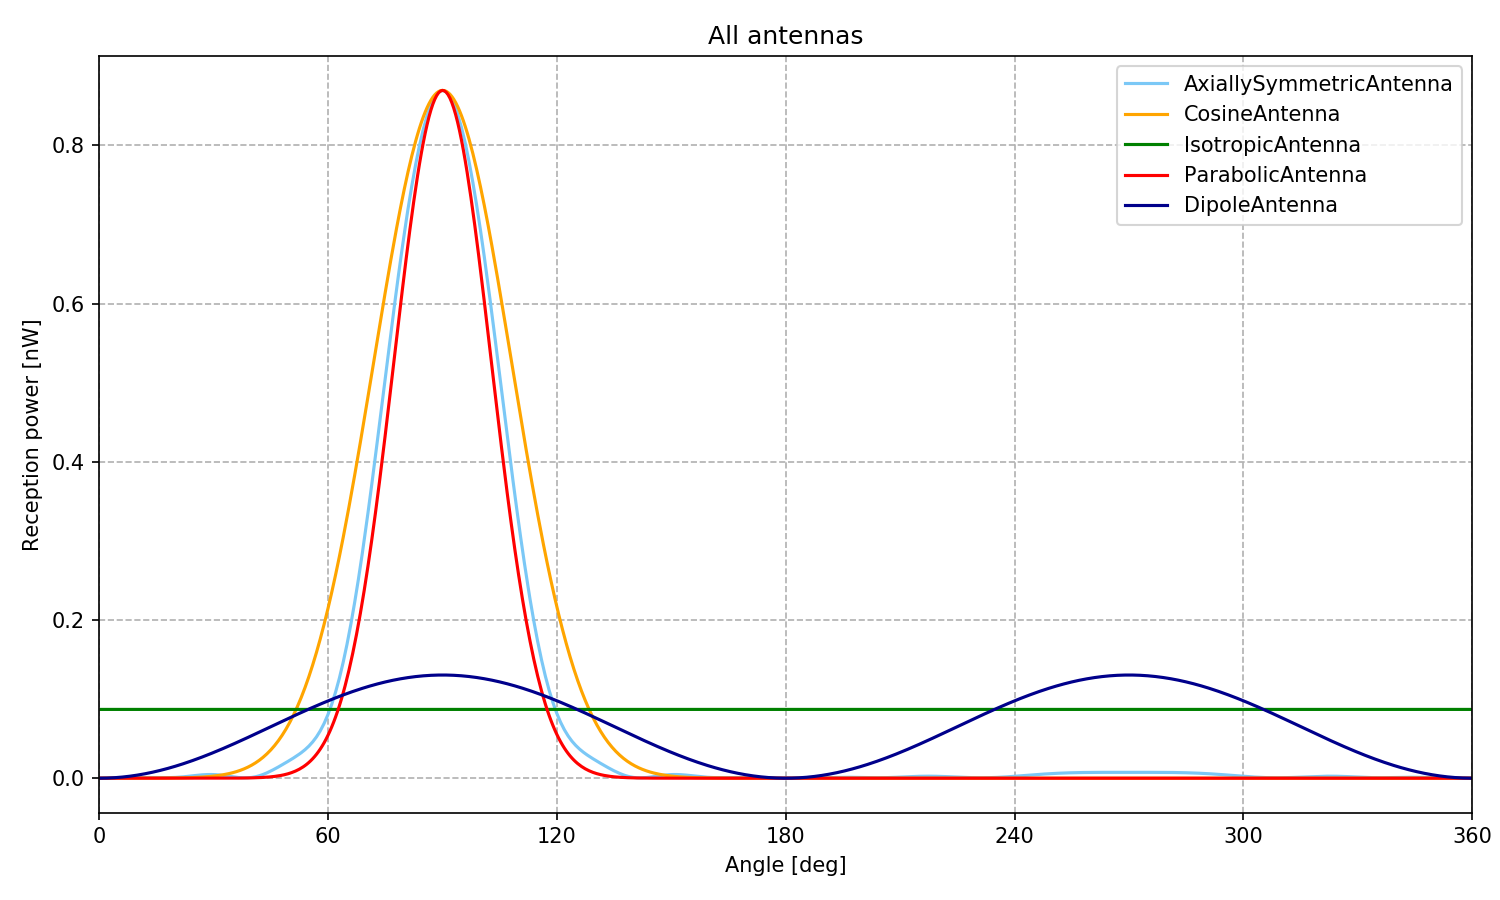 All antennas
AxiallySymmetricAntenna
CosineAntenna
IsotropicAntenna
ParabolicAntenna
DipoleAntenna
Reception power [nW]
0.8
0.6
0.4
0.2
0.0
0 60 120 180 240 300 360
Angle [deg]